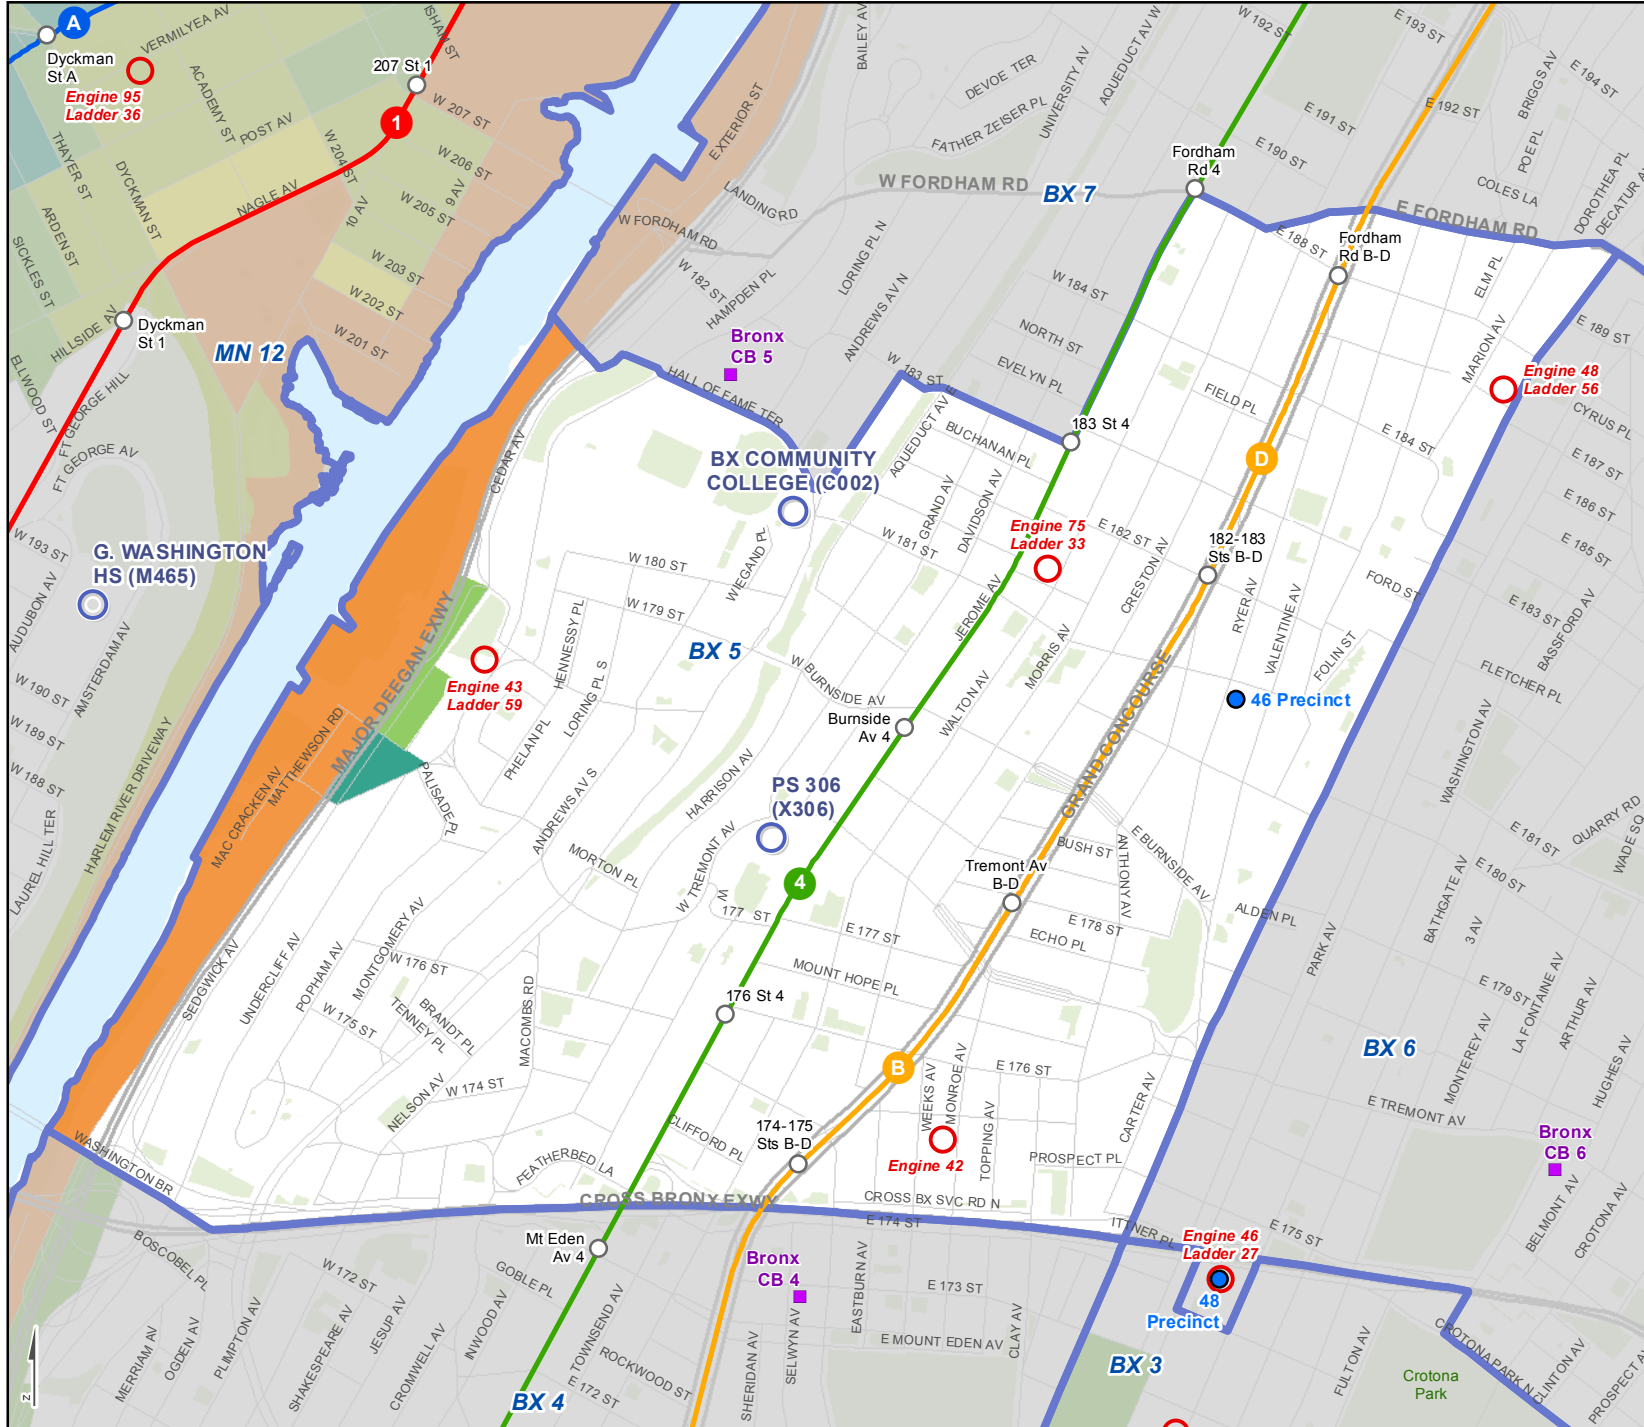 A
Dyckman
St A
VERMILYEA AV
Engine 95
Ladder 36
ACADEMY ST
POST AV
THAYER ST
DYCKMAN ST
NAGLE AV
ARDEN ST
SICKLES ST
HILLSIDE AV
ELLWOOD ST
FT GEORGE HILL
FT GEORGE AV
207 St 1
ISHAM ST
1
W 207 ST
W 206 ST
W 204 ST
9 AV
W 205 ST
10 AV
W 203 ST
W 202 ST
W 201 ST
Dyckman
St 1
MN 12
W 193 ST
G. WASHINGTON
HS (M465)
AUDUBON AV
AMSTERDAM AV
W 190 ST
W 189 ST
W 188 ST
LAUREL HILL TER
HARLEM RIVER DRIVEWAY
EXTERIOR ST
BAILEY AV
LANDING RD
W FORDHAM RD
W FORDHAM RD
W 182 ST
HAMPDEN PL
LORING PL N
ANDREWS AV N
DEVOE TER
FATHER ZEISER PL
UNIVERSITY AV
AQUEDUCT AV W
W 192 ST
E 193 ST
E 194 ST
BRIGGS AV
E 192 ST
E 191 ST
E 190 ST
POE PL
COLES LA
DOROTHEA PL
DECATUR AV
Fordham
Rd 4
BX 7
E FORDHAM RD
E 188 ST
Fordham
Rd B-D
ELM PL
MARION AV
E 189 ST
Engine 48
Ladder 56
CYRUS PL
E 187 ST
E 186 ST
E 185 ST
E 183 ST
BASSFORD AV
FLETCHER PL
WASHINGTON AV
W 184 ST
NORTH ST
EVELYN PL
W 183 ST
Bronx
CB 5
HALL OF FAME TER
BX COMMUNITY
COLLEGE (C002)
AQUEDUCT AV E
BUCHANAN PL
183 St 4
FIELD PL
E 184 ST
D
GRAND AV
DAVIDSON AV
W 181 ST
Engine 75
Ladder 33
E 182 ST
182-183
Sts B-D
CRESTON AV
RYER AV
VALENTINE AV
FORD ST
FOLIN ST
CEDAR AV
WIEGAND PL
W 180 ST
W 179 ST
HENNESSY PL
LORING PL S
PHELAN PL
ANDREWS AV S
Engine 43
Ladder 59
BX 5
W BURNSIDE AV
JEROME AV
MORRIS AV
WALTON AV
Burnside
Av 4
46 Precinct
GRAND CONCOURSE
MAJOR DEEGAN EXWY
MATTHEWSON RD
MAC CRACKEN AV
PALISADE PL
HARRISON AV
PS 306
(X306)
W TREMONT AV
MORTON PL
4
W
177 ST
E 177 ST
MOUNT HOPE PL
Tremont Av
B-D
BUSH ST
ANTHONY AV
E BURNSIDE AV
E 178 ST
ECHO PL
ALDEN PL
PARK AV
E 181 ST
QUARRY RD
WADE SQ
E 180 ST
BATHGATE AV
3 AV
E 179 ST
LA FONTAINE AV
ARTHUR AV
MONTEREY AV
HUGHES AV
E TREMONT AV
BX 6
Bronx
CB 6
BELMONT AV
CROTONA AV
SEDGWICK AV
UNDERCLIFF AV
POPHAM AV
MONTGOMERY AV
W 176 ST
W 175 ST
TENNEY PL
BRANDT PL
MACOMBS RD
NELSON AV
W 174 ST
FEATHERBED LA
CLIFFORD PL
176 St 4
B
174-175
Sts B-D
E 176 ST
WEEKS AV
MONROE AV
TOPPING AV
Engine 42
PROSPECT PL
CARTER AV
CROSS BX SVC RD N
CROSS BRONX EXWY
E 174 ST
ITTNER PL
E 175 ST
WASHINGTON BR
BOSCOBEL PL
W 172 ST
Mt Eden
Av 4
GOBLE PL
INWOOD AV
MERRIAM AV
OGDEN AV
PLIMPTON AV
SHAKESPEARE AV
JESUP AV
CROMWELL AV
TOWNSEND AV
ROCKWOOD ST
E 172 ST
BX 4
Bronx
CB 4
SHERIDAN AV
SELWYN AV
EASTBURN AV
E 173 ST
E MOUNT EDEN AV
CLAY AV
Engine 46
Ladder 27
48
Precinct
BX 3
FULTON AV
Crotona
Park
CROTONA PARK N
CLINTON AV
PROSPECT AV
z